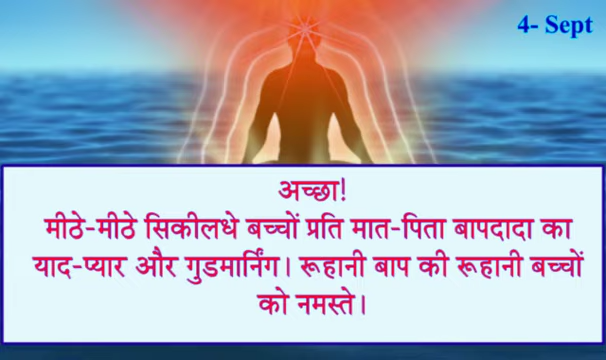 4- Sept
अच्छा!
मीठे-मीठे सिकीलधे बच्चों प्रति मात-पिता बापदादा का
याद-प्यार और गुडमार्निंग। रूहानी बाप की रूहानी बच्चों
को नमस्ते।